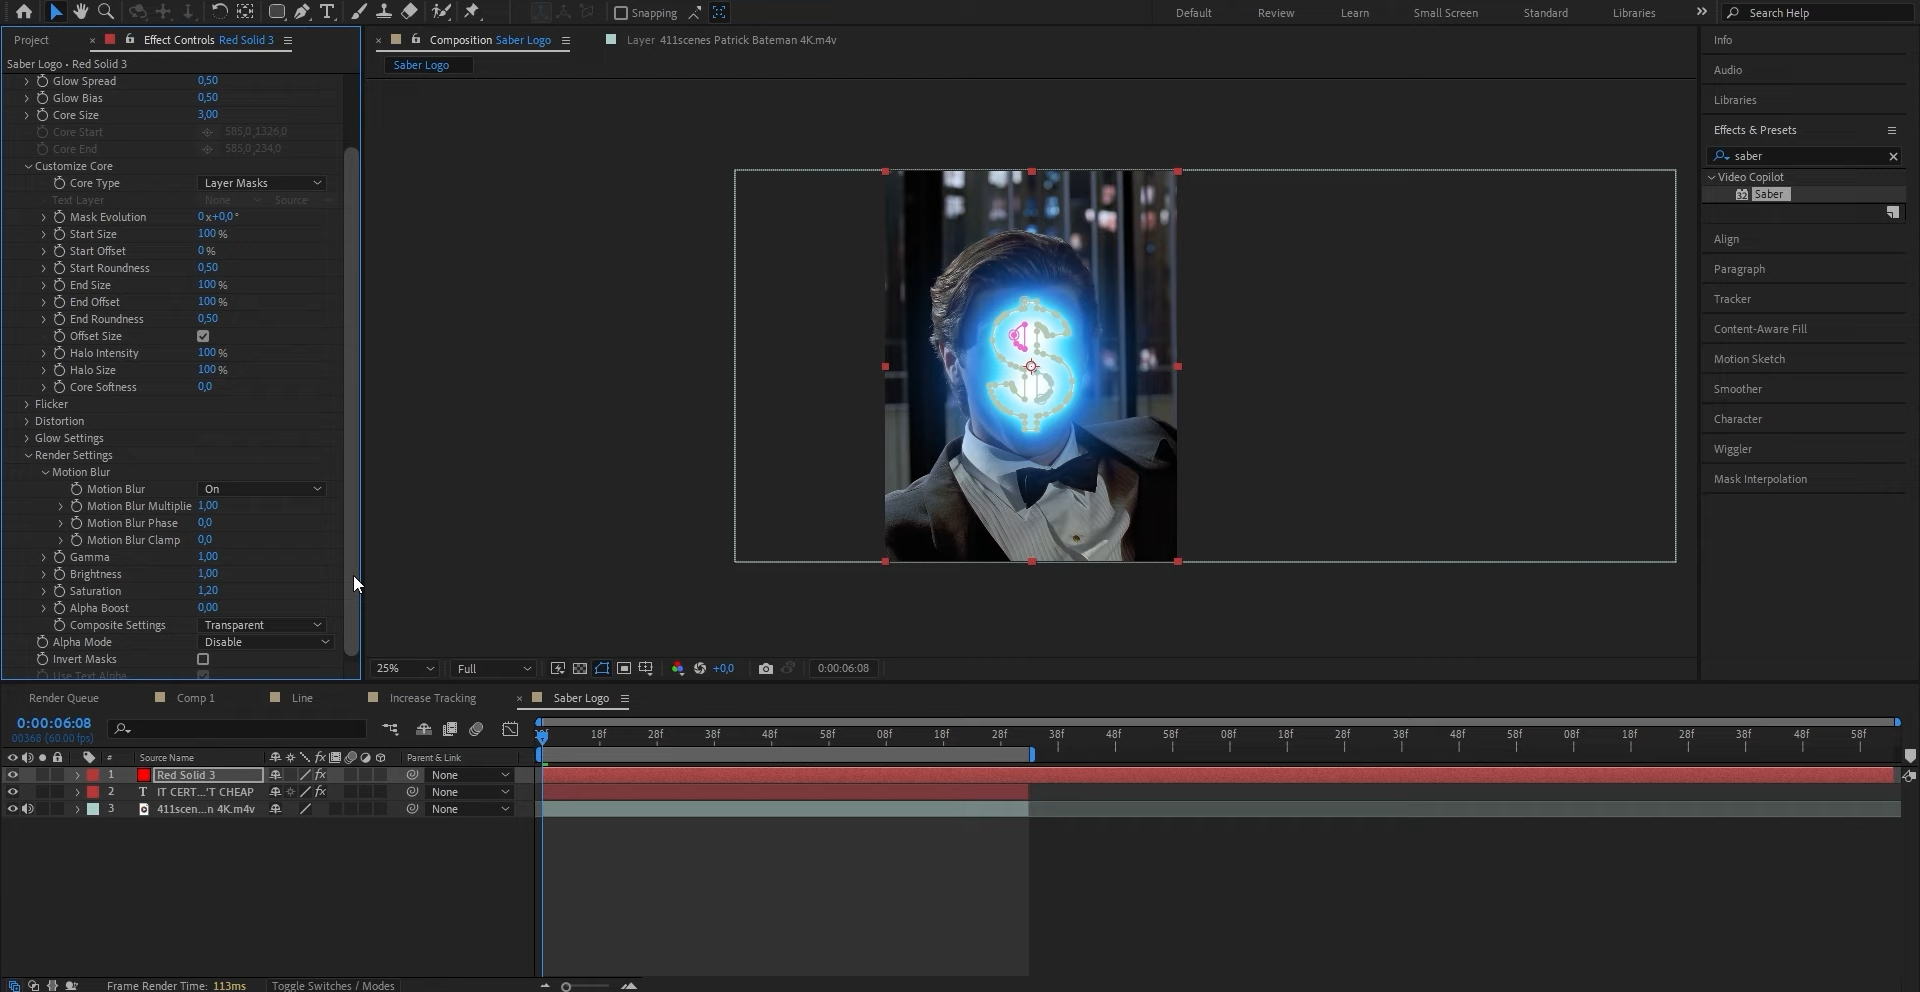 Snapping
Default
Review
Learn
Small Screen
Standard
Libraries
Search Help
Project
Effect Controls Red Solid 3
Composition Saber Logo
Layer 411scenes Patrick Bateman 4K.m4v
Saber Logo • Red Solid 3
Saber Logo
Glow Spread 0,50
Glow Bias 0,50
Core Size 3,00
Core Start 585,0 ,1326,0
Core End 585,0 ,234,0
Customize Core
Core Type Layer Masks
Text Layer None Source
Mask Evolution 0x+0,0°
Start Size 100 %
Start Offset 0 %
Start Roundness 0,50
End Size 100 %
End Offset 100 %
End Roundness 0,50
Offset Size
Halo Intensity 100 %
Halo Size 100 %
Core Softness 0,0
Flicker
Distortion
Glow Settings
Render Settings
Motion Blur
Motion Blur On
Motion Blur Multiplie 1,00
Motion Blur Phase 0,0
Motion Blur Clamp 0,0
Gamma 1,00
Brightness 1,00
Saturation 1,20
Alpha Boost 0,00
Composite Settings Transparent
Alpha Mode Disable
Invert Masks
Use Text Alpha
25%
Full
+0,0
0:00:06:08
Info
Audio
Libraries
Effects & Presets
saber
Video Copilot
32 Saber
Align
Paragraph
Tracker
Content-Aware Fill
Motion Sketch
Smoother
Character
Wiggler
Mask Interpolation
Render Queue
Comp 1
Line
Increase Tracking
Saber Logo
0:00:06:08
00368 (60.00 fps)
18f 28f 38f 48f 58f 08f 18f 28f 38f 48f 58f 08f 18f 28f 38f 48f 58f
# Source Name fx Parent & Link
1 Red Solid 3 fx None
2 T IT CERT...'T CHEAP fx None
3 411scen...n 4K.m4v None
Frame Render Time: 113ms
Toggle Switches / Modes